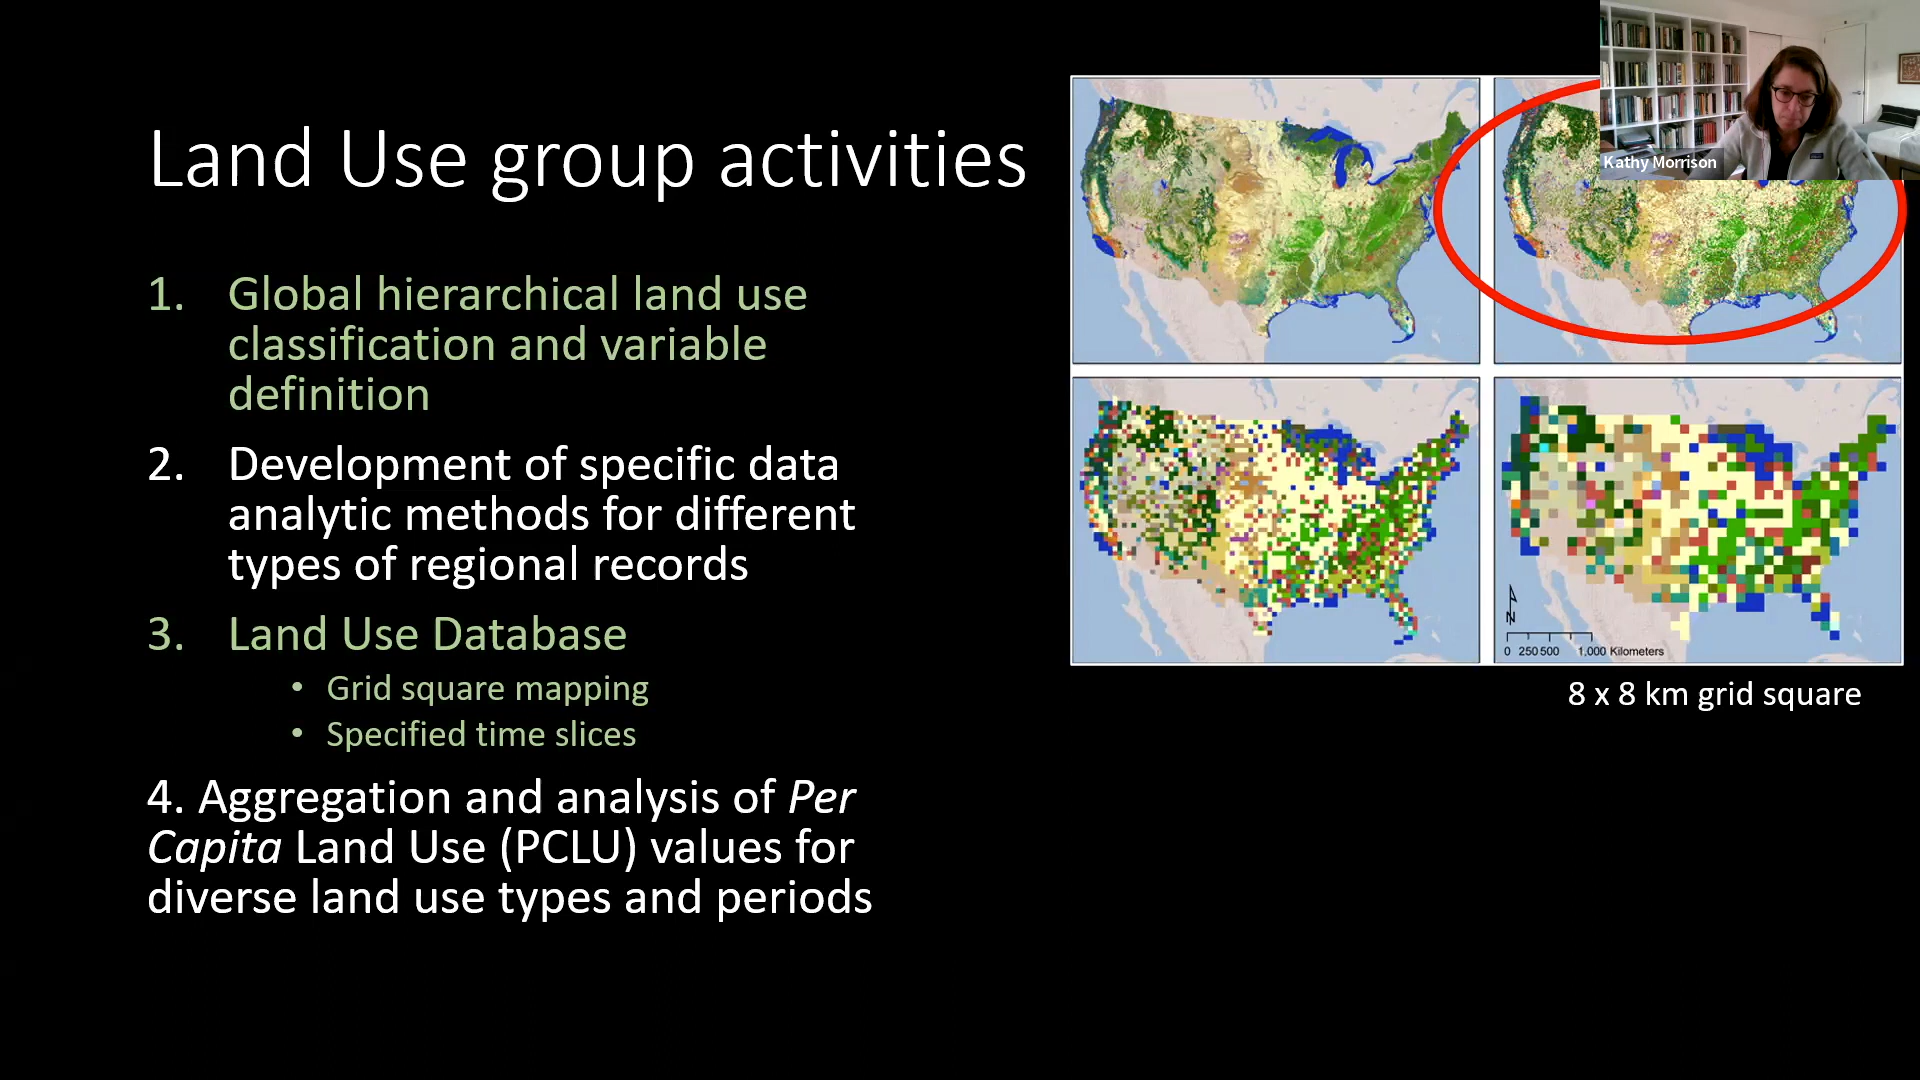 Land Use group activities
1. Global hierarchical land use
classification and variable
definition
2. Development of specific data
analytic methods for different
types of regional records
3. Land Use Database
• Grid square mapping
• Specified time slices
4. Aggregation and analysis of Per
Capita Land Use (PCLU) values for
diverse land use types and periods
Kathy Morrison
N
0 250 500 1,000 Kilometers
8 x 8 km grid square